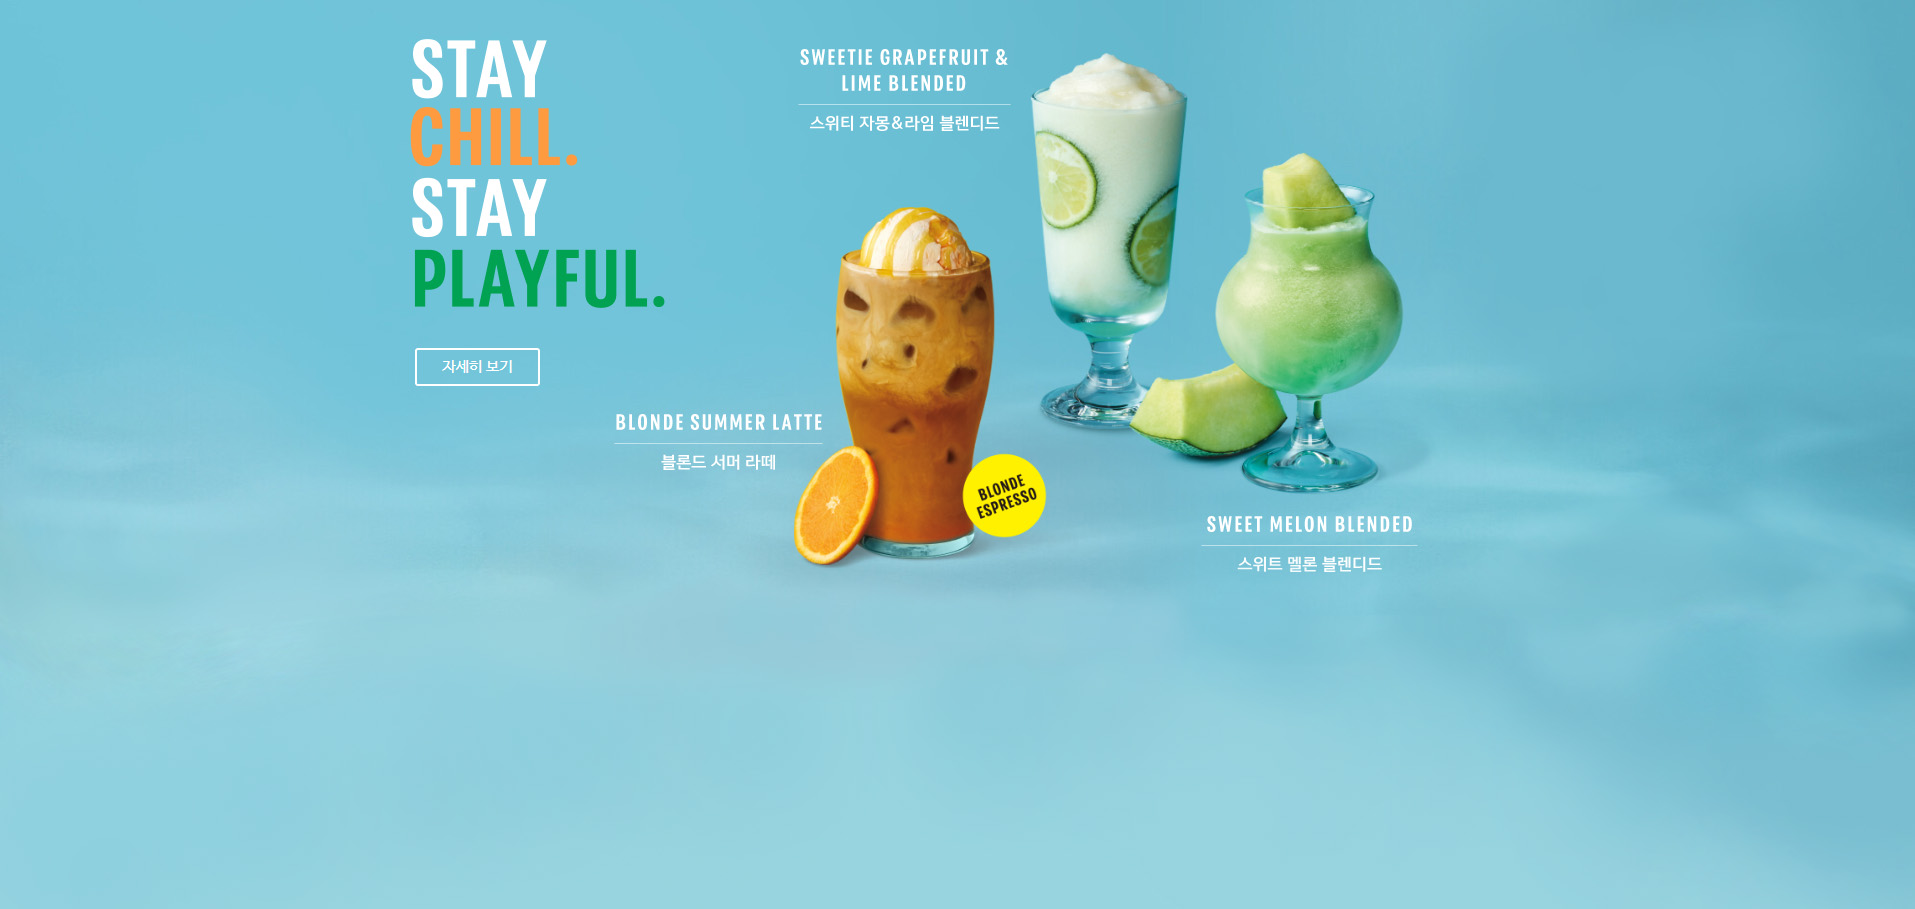 STAY
CHILL.
STAY
PLAYFUL.
자세히 보기
SWEETIE GRAPEFRUIT &
LIME BLENDED
스위티 자몽&라임 블렌디드
BLONDE SUMMER LATTE
블론드 서머 라떼
BLONDE
ESPRESSO
SWEET MELON BLENDED
스위트 멜론 블렌디드